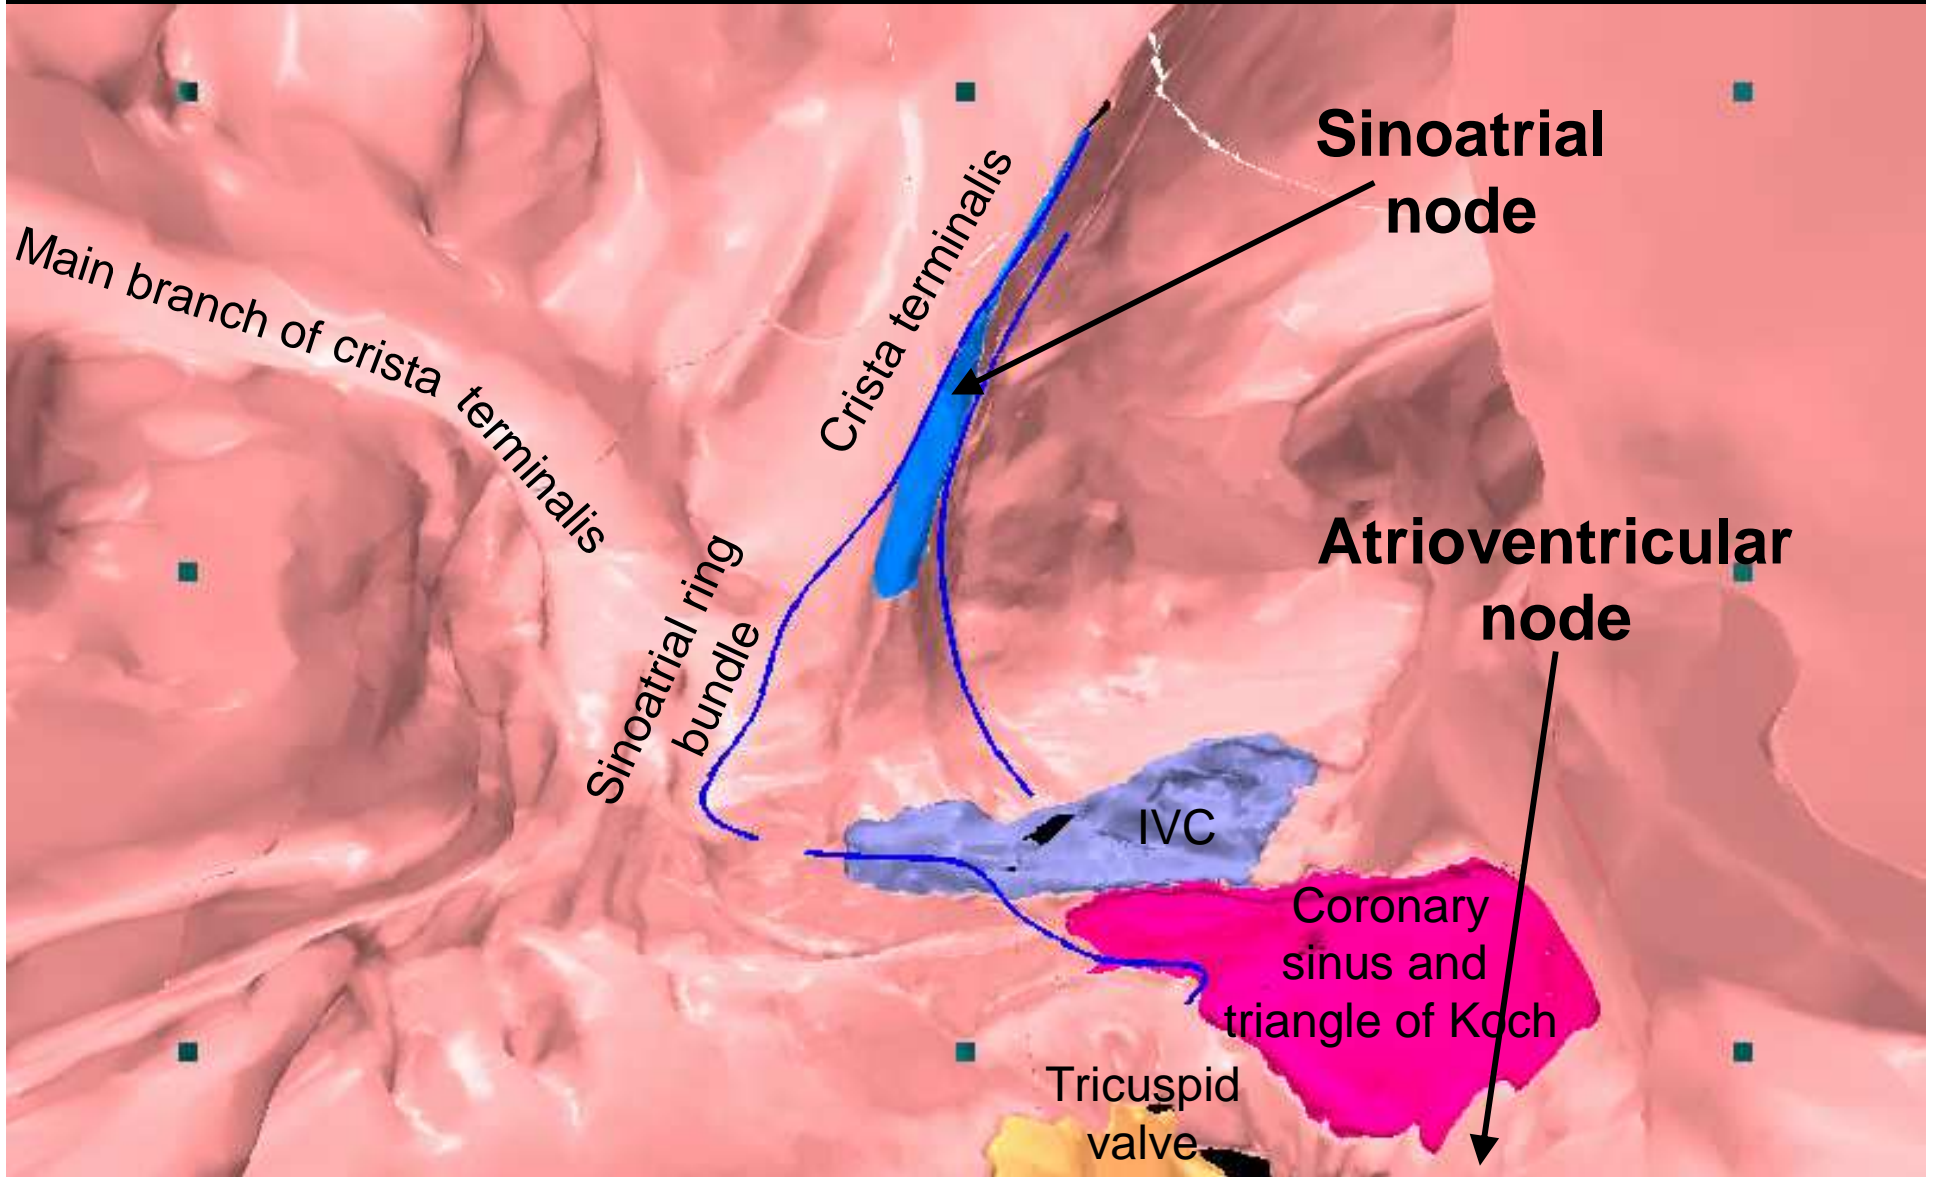 Sinoatrial
node
Main branch of crista terminalis
Crista terminalis
Sinoatrial ring
bundle
Atrioventricular
node
IVC
Coronary
sinus and
triangle of Koch
Tricuspid
valve